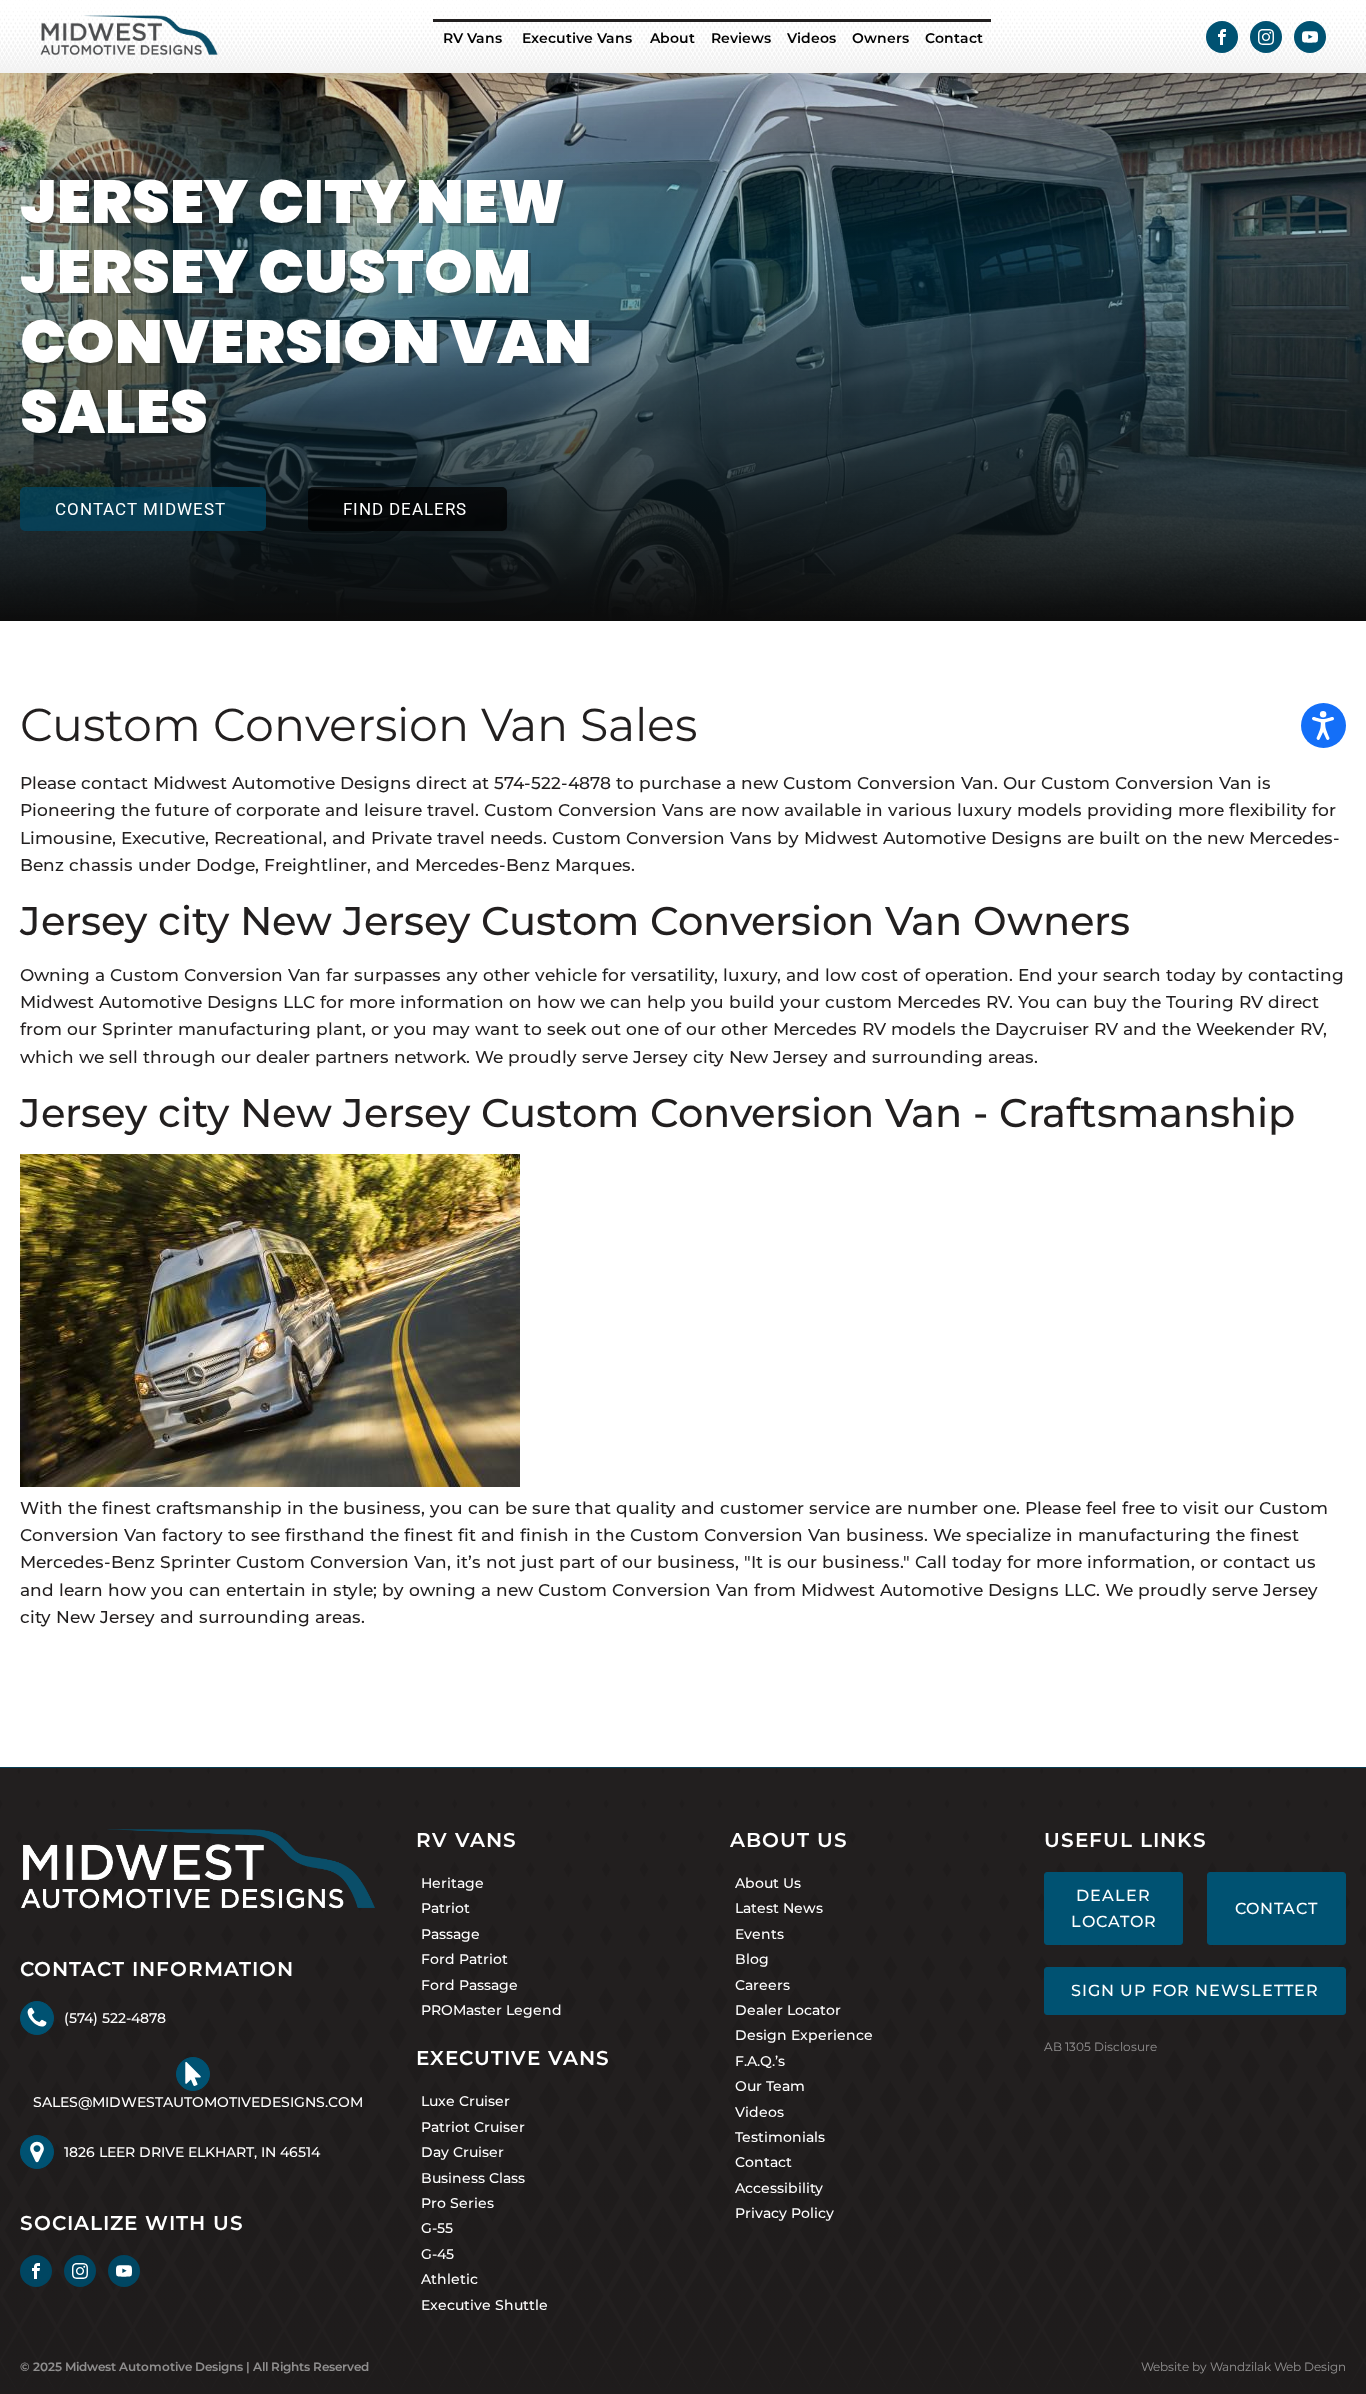 MIDWEST
AUTOMOTIVE DESIGNS
RV Vans Executive Vans About Reviews Videos Owners Contact
JERSEY CITY NEW
JERSEY CUSTOM
CONVERSION VAN
SALES
CONTACT MIDWEST FIND DEALERS
Custom Conversion Van Sales
Please contact Midwest Automotive Designs direct at 574-522-4878 to purchase a new Custom Conversion Van. Our Custom Conversion Van is
Pioneering the future of corporate and leisure travel. Custom Conversion Vans are now available in various luxury models providing more flexibility for
Limousine, Executive, Recreational, and Private travel needs. Custom Conversion Vans by Midwest Automotive Designs are built on the new Mercedes-
Benz chassis under Dodge, Freightliner, and Mercedes-Benz Marques.
Jersey city New Jersey Custom Conversion Van Owners
Owning a Custom Conversion Van far surpasses any other vehicle for versatility, luxury, and low cost of operation. End your search today by contacting
Midwest Automotive Designs LLC for more information on how we can help you build your custom Mercedes RV. You can buy the Touring RV direct
from our Sprinter manufacturing plant, or you may want to seek out one of our other Mercedes RV models the Daycruiser RV and the Weekender RV,
which we sell through our dealer partners network. We proudly serve Jersey city New Jersey and surrounding areas.
Jersey city New Jersey Custom Conversion Van - Craftsmanship
With the finest craftsmanship in the business, you can be sure that quality and customer service are number one. Please feel free to visit our Custom
Conversion Van factory to see firsthand the finest fit and finish in the Custom Conversion Van business. We specialize in manufacturing the finest
Mercedes-Benz Sprinter Custom Conversion Van, it’s not just part of our business, "It is our business." Call today for more information, or contact us
and learn how you can entertain in style; by owning a new Custom Conversion Van from Midwest Automotive Designs LLC. We proudly serve Jersey
city New Jersey and surrounding areas.
MIDWEST
AUTOMOTIVE DESIGNS
CONTACT INFORMATION
(574) 522-4878
SALES@MIDWESTAUTOMOTIVEDESIGNS.COM
1826 LEER DRIVE ELKHART, IN 46514
SOCIALIZE WITH US
RV VANS
Heritage
Patriot
Passage
Ford Patriot
Ford Passage
PROMaster Legend
EXECUTIVE VANS
Luxe Cruiser
Patriot Cruiser
Day Cruiser
Business Class
Pro Series
G-55
G-45
Athletic
Executive Shuttle
ABOUT US
About Us
Latest News
Events
Blog
Careers
Dealer Locator
Design Experience
F.A.Q.’s
Our Team
Videos
Testimonials
Contact
Accessibility
Privacy Policy
USEFUL LINKS
DEALER
LOCATOR
CONTACT
SIGN UP FOR NEWSLETTER
AB 1305 Disclosure
© 2025 Midwest Automotive Designs | All Rights Reserved
Website by Wandzilak Web Design